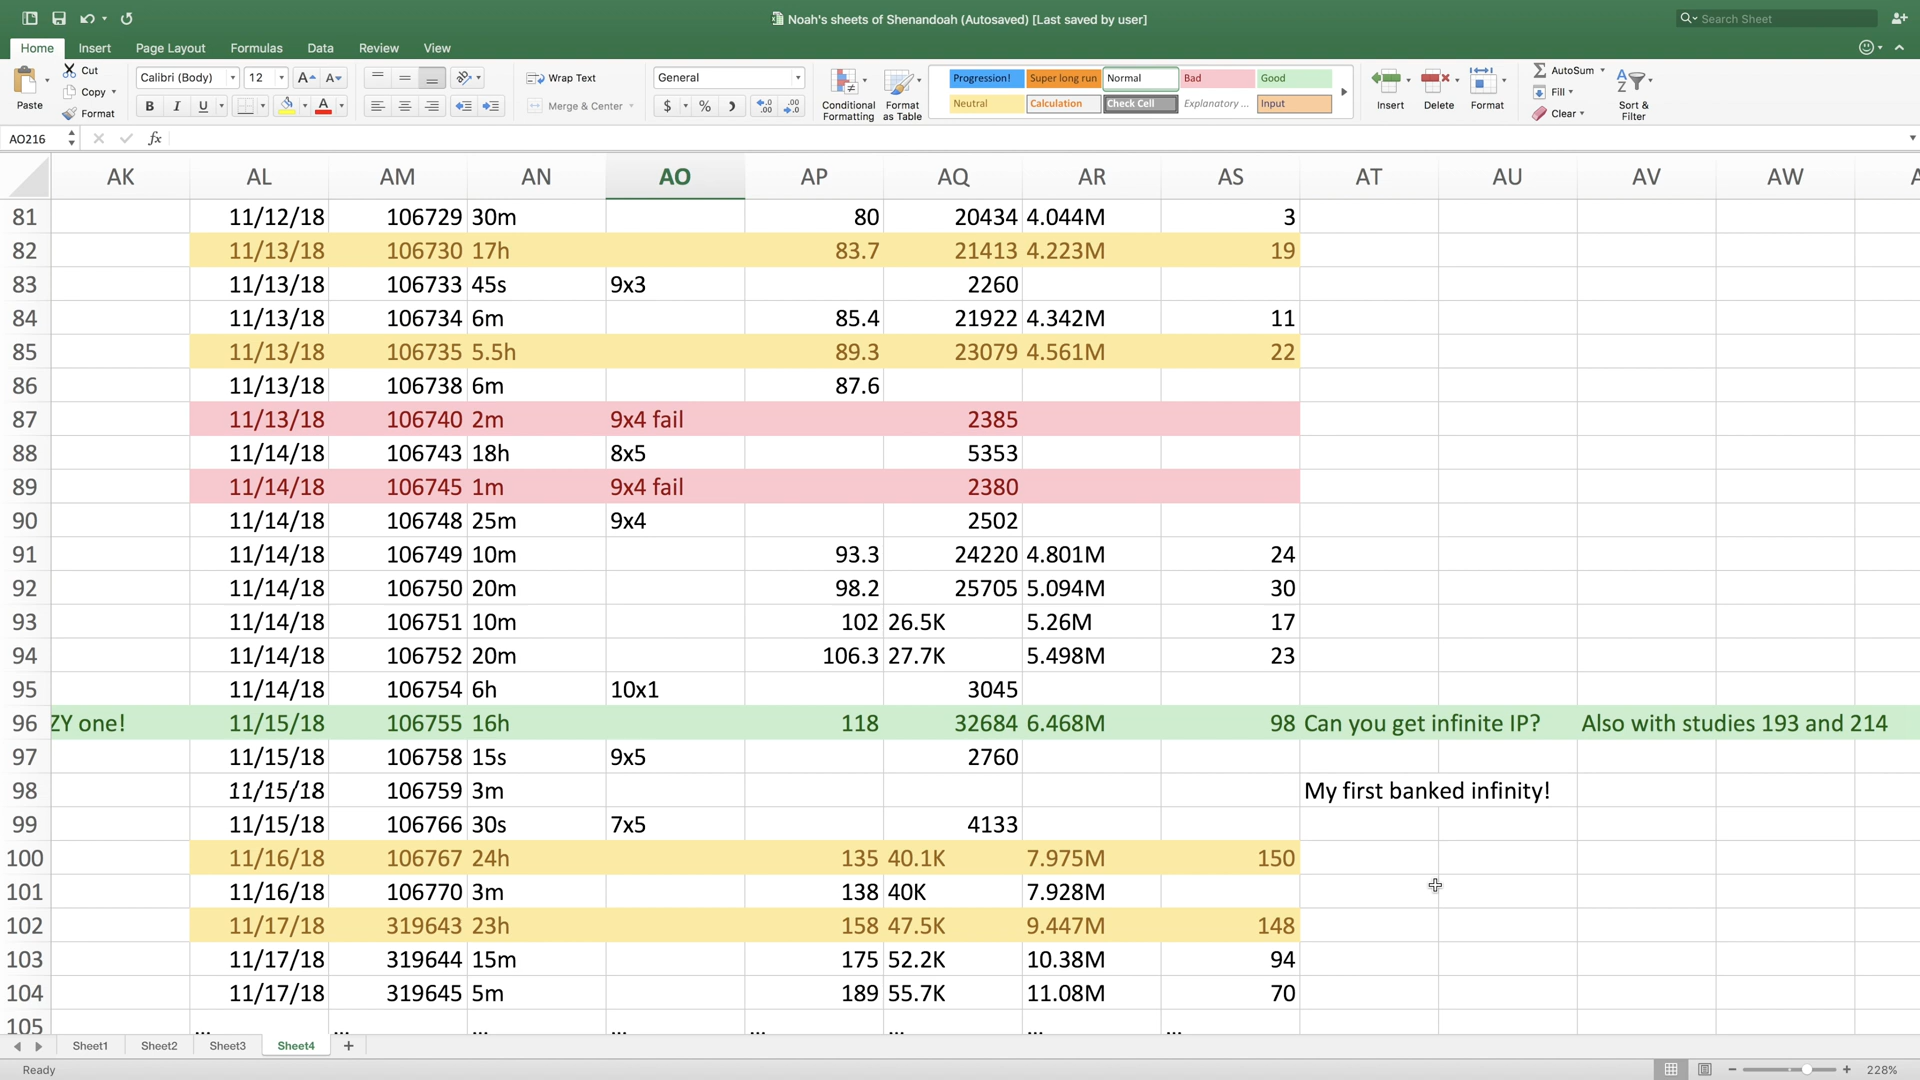 Noah's sheets of Shenandoah (Autosaved) [Last saved by user]
Search Sheet
Home Insert Page Layout Formulas Data Review View
Paste Cut Copy Format
Calibri (Body) 12 A A
B I U A
Wrap Text
Merge & Center
General
$ %
Conditional Formatting
Format as Table
Progression! Super long run Normal Bad Good
Neutral Calculation Check Cell Explanatory ... Input
Insert Delete Format
AutoSum
Fill
Clear
Sort & Filter
AO216 fx
AK AL AM AN AO AP AQ AR AS AT AU AV AW
81 11/12/18 106729 30m 80 20434 4.044M 3
82 11/13/18 106730 17h 83.7 21413 4.223M 19
83 11/13/18 106733 45s 9x3 2260
84 11/13/18 106734 6m 85.4 21922 4.342M 11
85 11/13/18 106735 5.5h 89.3 23079 4.561M 22
86 11/13/18 106738 6m 87.6
87 11/13/18 106740 2m 9x4 fail 2385
88 11/14/18 106743 18h 8x5 5353
89 11/14/18 106745 1m 9x4 fail 2380
90 11/14/18 106748 25m 9x4 2502
91 11/14/18 106749 10m 93.3 24220 4.801M 24
92 11/14/18 106750 20m 98.2 25705 5.094M 30
93 11/14/18 106751 10m 102 26.5K 5.26M 17
94 11/14/18 106752 20m 106.3 27.7K 5.498M 23
95 11/14/18 106754 6h 10x1 3045
96 ZY one! 11/15/18 106755 16h 118 32684 6.468M 98 Can you get infinite IP? Also with studies 193 and 214
97 11/15/18 106758 15s 9x5 2760
98 11/15/18 106759 3m My first banked infinity!
99 11/15/18 106766 30s 7x5 4133
100 11/16/18 106767 24h 135 40.1K 7.975M 150
101 11/16/18 106770 3m 138 40K 7.928M
102 11/17/18 319643 23h 158 47.5K 9.447M 148
103 11/17/18 319644 15m 175 52.2K 10.38M 94
104 11/17/18 319645 5m 189 55.7K 11.08M 70
105 ... ... ... ... ... ... ... ...
Sheet1 Sheet2 Sheet3 Sheet4 +
Ready 228%